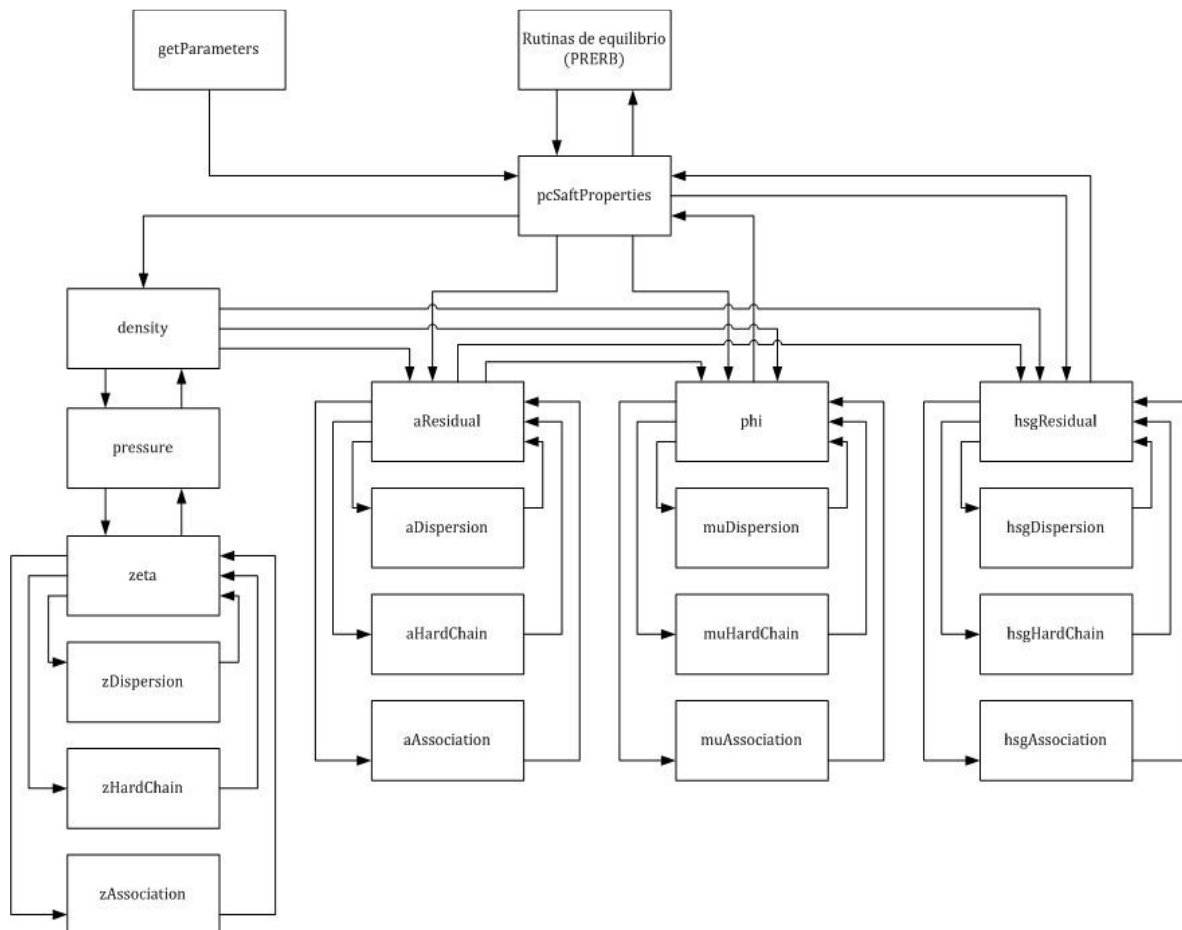 getParameters
Rutinas de equilibrio
(PRERB)
pcSaftProperties
density
pressure
zeta
zDispersion
zHardChain
zAssociation
aResidual
aDispersion
aHardChain
aAssociation
phi
muDispersion
muHardChain
muAssociation
hsgResidual
hsgDispersion
hsgHardChain
hsgAssociation